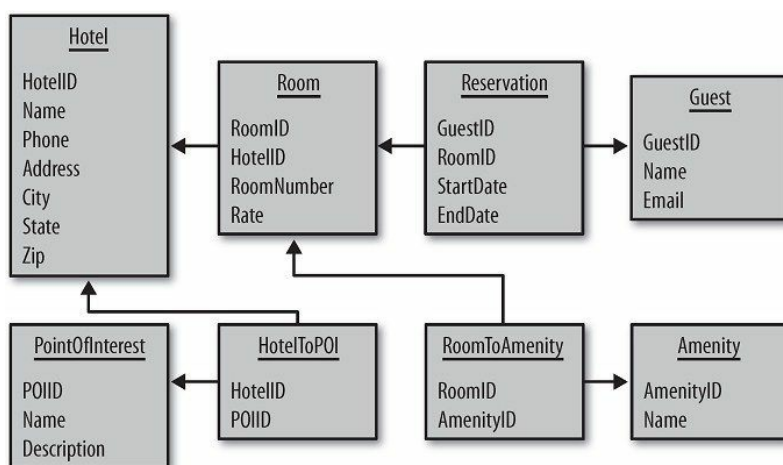 Hotel
HotelID
Name
Phone
Address
City
State
Zip
Room
RoomID
HotelID
RoomNumber
Rate
Reservation
GuestID
RoomID
StartDate
EndDate
Guest
GuestID
Name
Email
PointOfInterest
POIID
Name
Description
HotelToPOI
HotelID
POIID
RoomToAmenity
RoomID
AmenityID
Amenity
AmenityID
Name